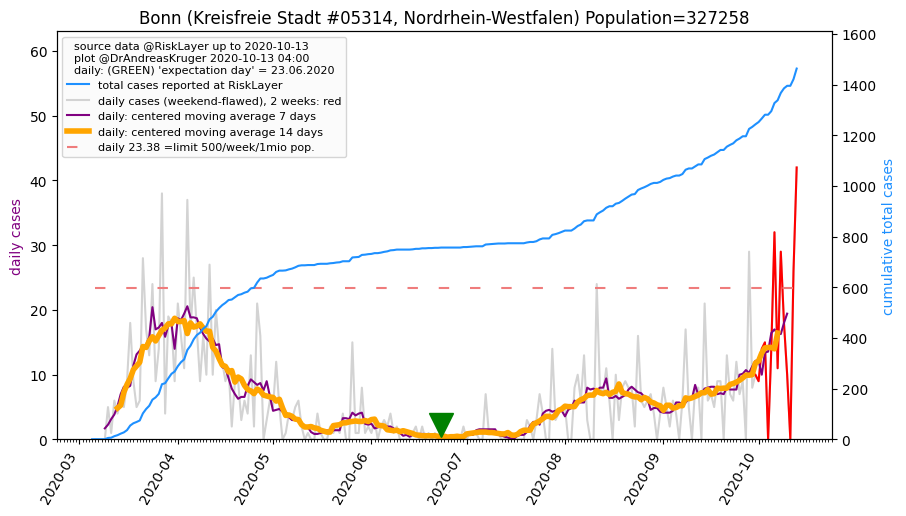 Bonn (Kreisfreie Stadt #05314, Nordrhein-Westfalen) Population=327258
source data @RiskLayer up to 2020-10-13
plot @DrAndreasKruger 2020-10-13 04:00
daily: (GREEN) 'expectation day' = 23.06.2020
total cases reported at RiskLayer
daily cases (weekend-flawed), 2 weeks: red
daily: centered moving average 7 days
daily: centered moving average 14 days
daily 23.38 =limit 500/week/1mio pop.
daily cases
60
50
40
30
20
10
0
cumulative total cases
1600
1400
1200
1000
800
600
400
200
0
2020-03
2020-04
2020-05
2020-06
2020-07
2020-08
2020-09
2020-10